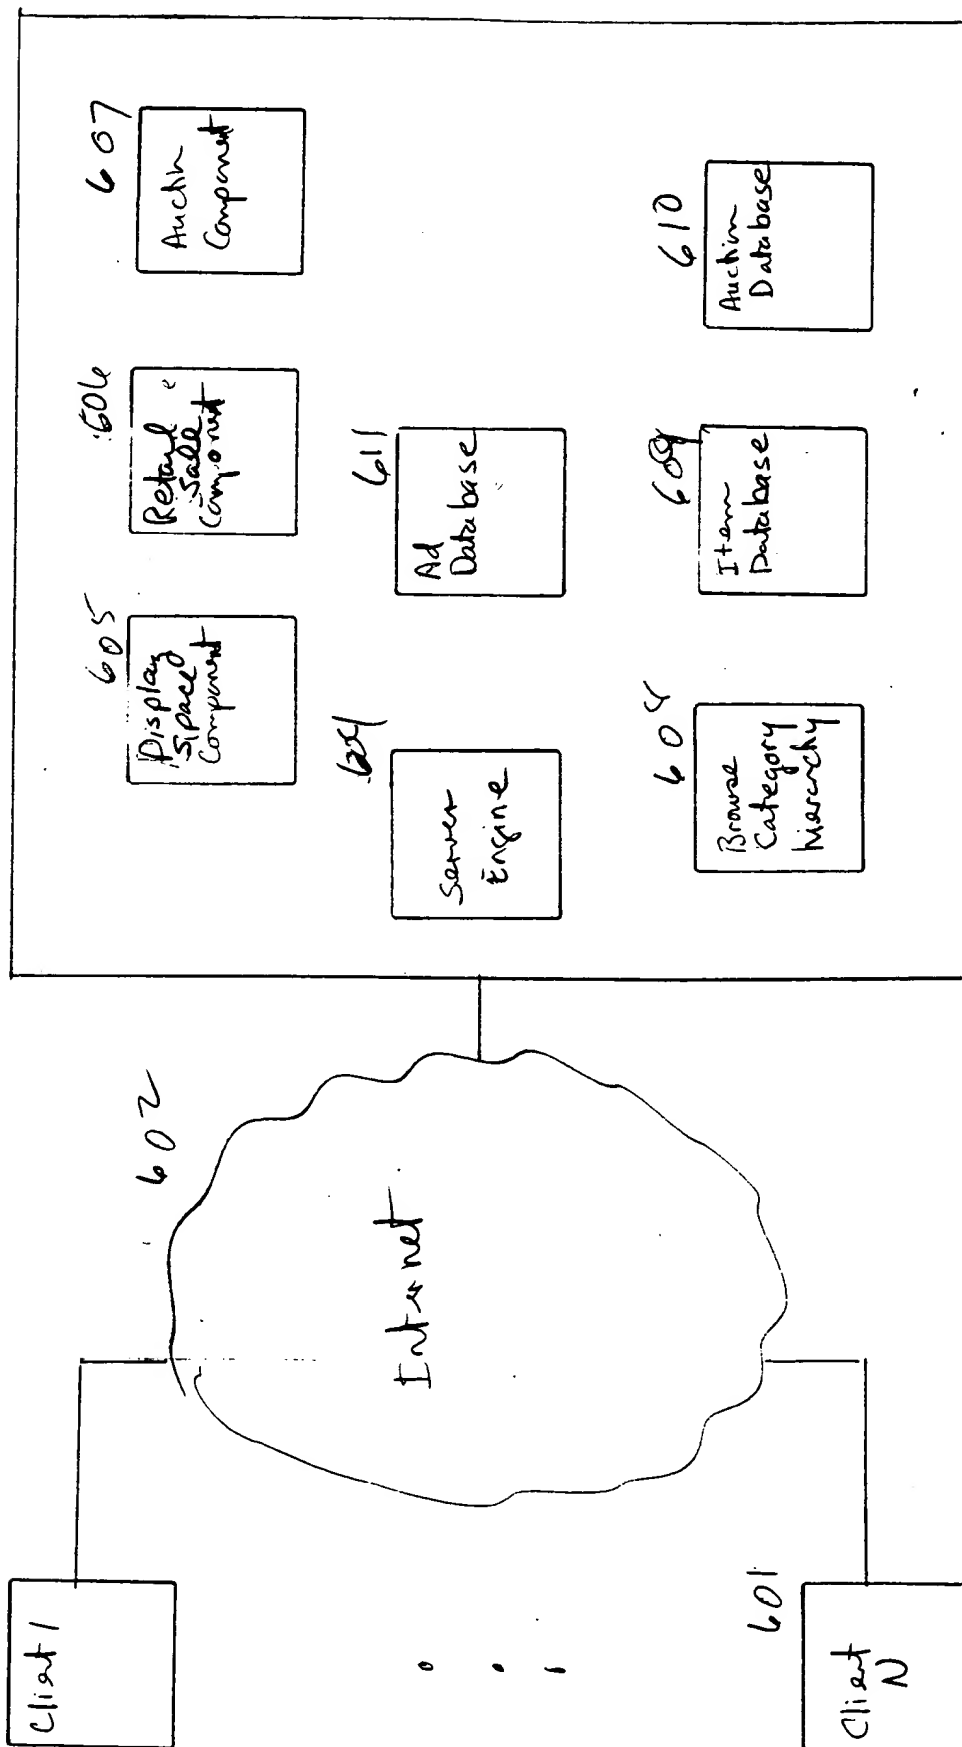 Client 1
602
605
Display
Space
Component
606
Retail
Sale
Component
607
Auction
Component
Internet
604
Server
Engine
611
Ad
Database
601
Client
N
608
Browse
Category
hierarchy
609
Item
Database
610
Auction
Database